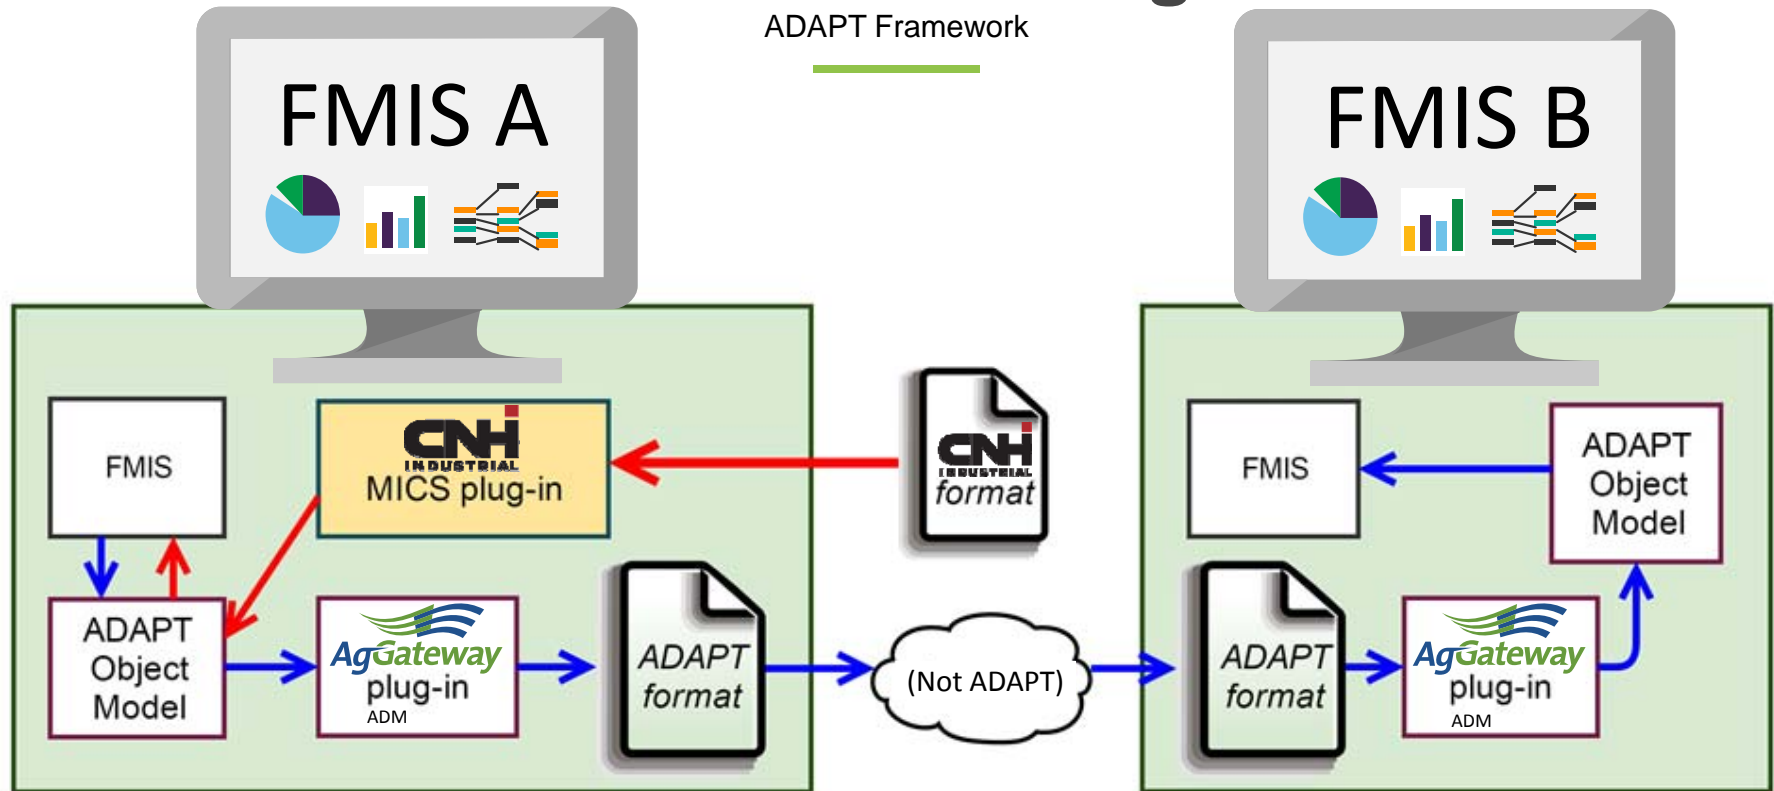 ADAPT Framework
FMIS A
FMIS B
FMIS
CNH
INDUSTRIAL
MICS plug-in
CNH
INDUSTRIAL
format
FMIS
ADAPT
Object
Model
ADAPT
Object
Model
AgGateway
plug-in
ADM
ADAPT
format
(Not ADAPT)
ADAPT
format
AgGateway
plug-in
ADM